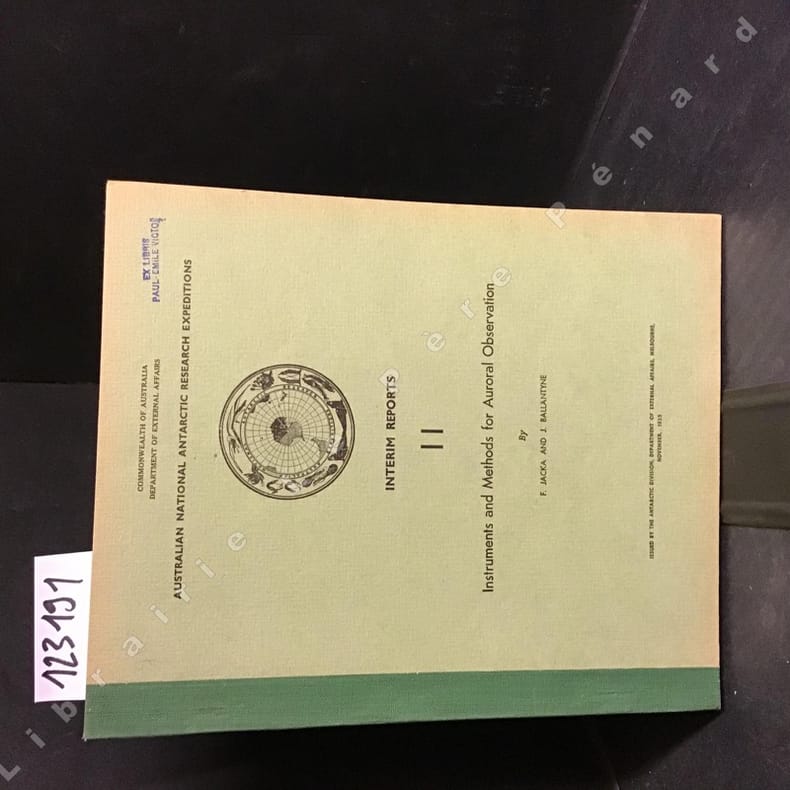 EX LIBRIS
PAUL-EMILE VICTOR
COMMONWEALTH OF AUSTRALIA
DEPARTMENT OF EXTERNAL AFFAIRS
AUSTRALIAN NATIONAL ANTARCTIC RESEARCH EXPEDITIONS
INTERIM REPORTS
11
Instruments and Methods for Auroral Observation
By
F. JACKA AND J. BALLANTYNE
ISSUED BY THE ANTARCTIC DIVISION, DEPARTMENT OF EXTERNAL AFFAIRS, MELBOURNE,
NOVEMBER, 1955
123191
Librairie Père Pénard